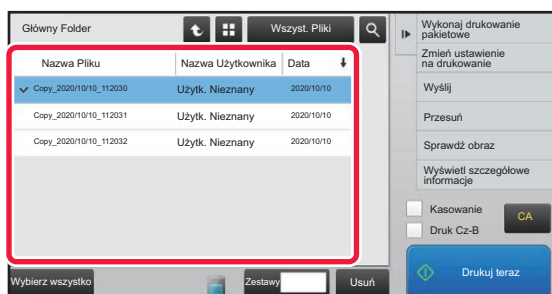 Główny Folder
Wszyst. Pliki
Nazwa Pliku
Nazwa Użytkownika
Data
Copy_2020/10/10_112030
Użytk. Nieznany
2020/10/10
Copy_2020/10/10_112031
Użytk. Nieznany
2020/10/10
Copy_2020/10/10_112032
Użytk. Nieznany
2020/10/10
Wybierz wszystko
Zestawy
Usuń
Wykonaj drukowanie
pakietowe
Zmień ustawienie
na drukowanie
Wyślij
Przesuń
Sprawdź obraz
Wyświetl szczegółowe
informacje
Kasowanie
Druk Cz-B
CA
Drukuj teraz